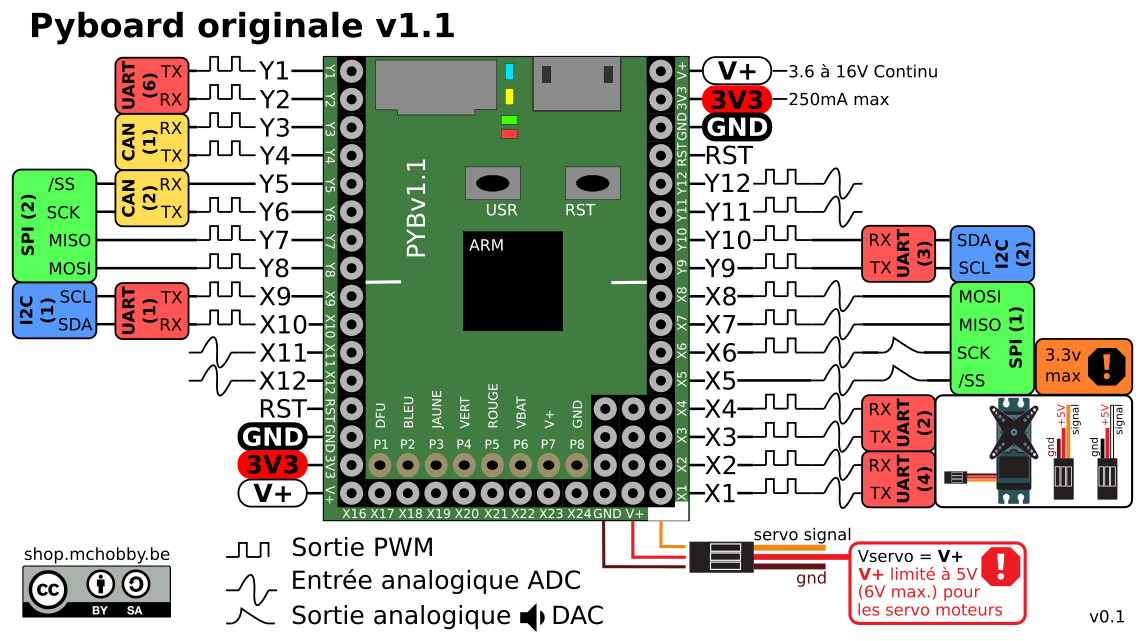 Pyboard originale v1.1
UART (6) TX Y1 Y1
RX Y2 Y2
CAN (1) RX Y3 Y3
TX Y4 Y4
SPI (2) /SS CAN (2) RX Y5 Y5
SCK TX Y6 Y6
MISO Y7 Y7
MOSI Y8 Y8
I2C (1) SCL UART (1) TX X9 X9
SDA RX X10 X10
X11 X11
X12 X12
RST RST
GND GND
3V3 3V3
V+ V+
PYBv1.1
USR RST
ARM
DFU BLEU JAUNE VERT ROUGE VBAT V+ GND
P1 P2 P3 P4 P5 P6 P7 P8
X16 X17 X18 X19 X20 X21 X22 X23 X24 GND V+
V+ V+ 3.6 à 16V Continu
3V3 3V3 250mA max
GND GND
RST RST
Y12 Y12
Y11 Y11
Y10 Y10 RX UART (3) SDA I2C (2)
Y9 Y9 TX SCL
X8 X8 MOSI SPI (1)
X7 X7 MISO
X6 X6 SCK 3.3v
X5 X5 /SS max
X4 X4 RX UART (2)
X3 X3 TX
X2 X2 RX UART (4)
X1 X1 TX
gnd +5V signal
gnd +5V signal
servo signal
gnd
Vservo = V+
V+ limité à 5V
(6V max.) pour
les servo moteurs
Sortie PWM
Entrée analogique ADC
Sortie analogique DAC
shop.mchobby.be
cc
BY SA
v0.1